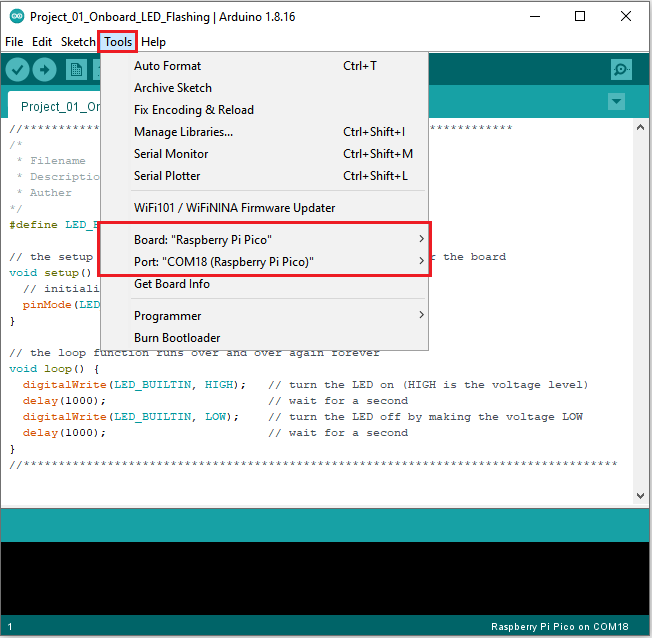 Project_01_Onboard_LED_Flashing | Arduino 1.8.16
File Edit Sketch Tools Help
Auto Format Ctrl+T
Archive Sketch
Fix Encoding & Reload
Manage Libraries... Ctrl+Shift+I
Serial Monitor Ctrl+Shift+M
Serial Plotter Ctrl+Shift+L
WiFi101 / WiFiNINA Firmware Updater
Board: "Raspberry Pi Pico"
Port: "COM18 (Raspberry Pi Pico)"
Get Board Info
Programmer
Burn Bootloader
Project_01_On
//************************************************************************
/*
* Filename
* Descriptio
* Auther
*/
#define LED_B
// the setup the board
void setup()
// initiali
pinMode(LED
}
// the loop function runs over and over again forever
void loop() {
digitalWrite(LED_BUILTIN, HIGH); // turn the LED on (HIGH is the voltage level)
delay(1000); // wait for a second
digitalWrite(LED_BUILTIN, LOW); // turn the LED off by making the voltage LOW
delay(1000); // wait for a second
}
//*************************************************************************************
1 Raspberry Pi Pico on COM18